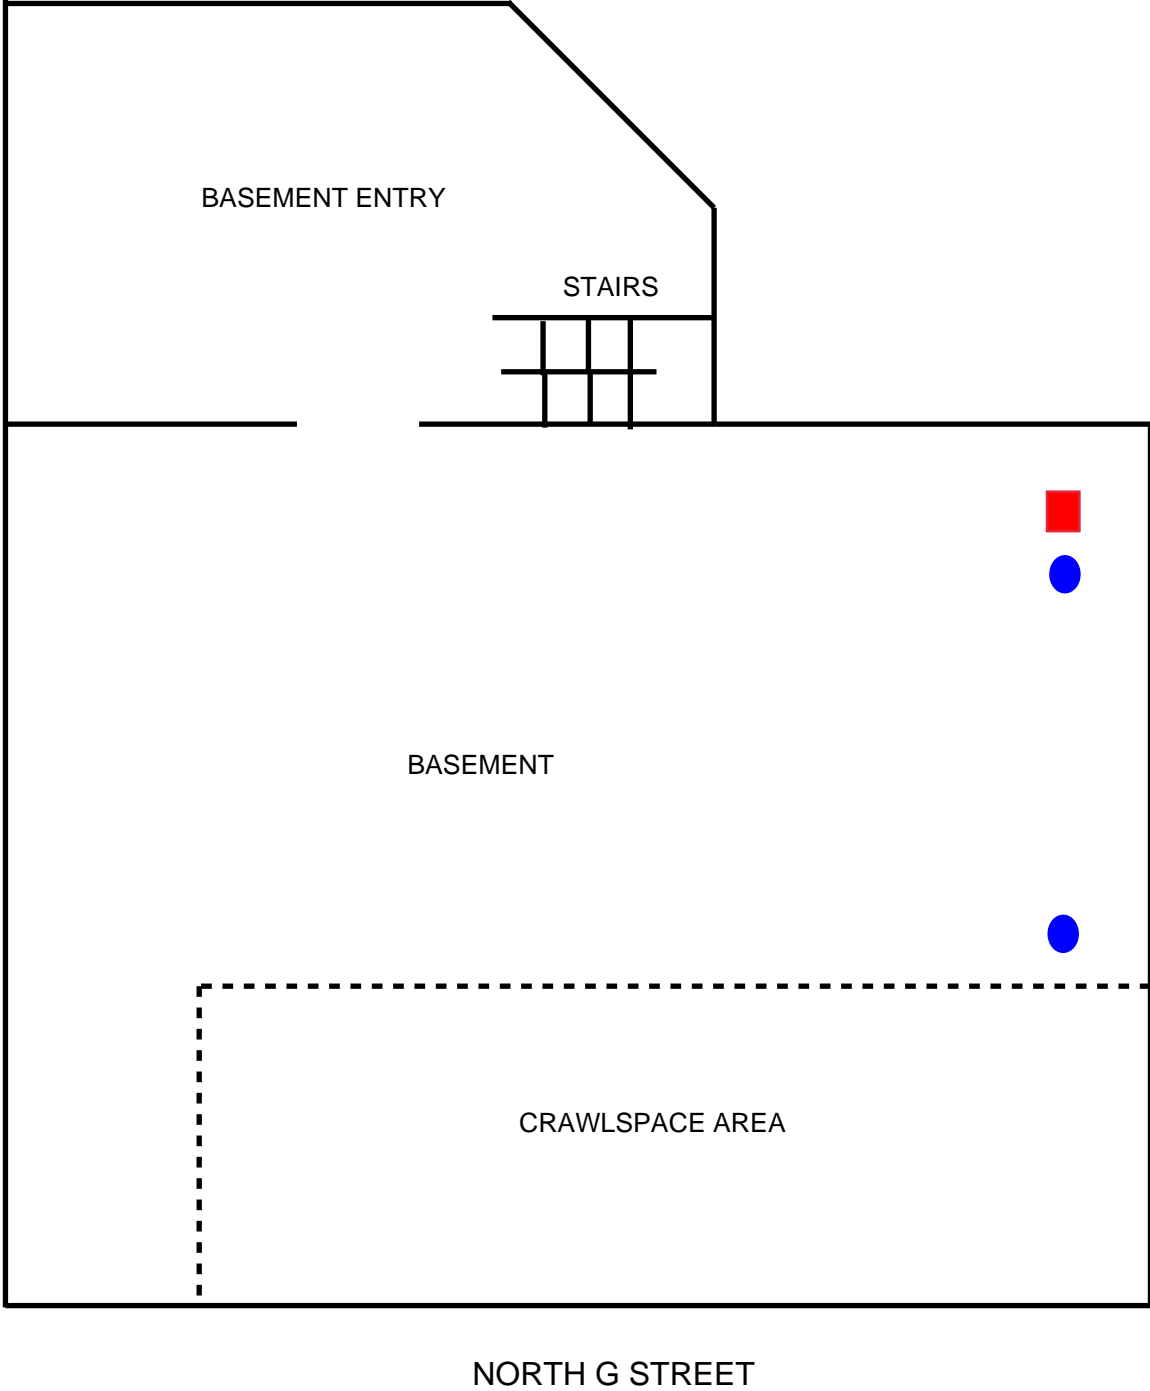 BASEMENT ENTRY
STAIRS
BASEMENT
CRAWLSPACE AREA
NORTH G STREET